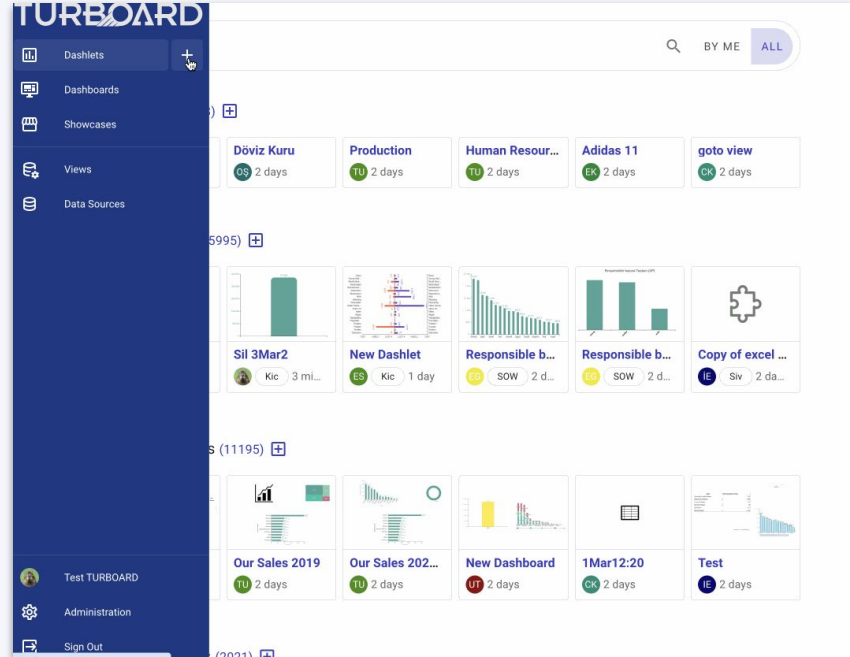 TURBOARD
Dashlets
Dashboards
Showcases
Views
Data Sources
Test TURBOARD
Administration
Sign Out
BY ME ALL
)
Döviz Kuru
OŞ 2 days
Production
TU 2 days
Human Resour...
TU 2 days
Adidas 11
EK 2 days
goto view
CK 2 days
5995)
Sil 3Mar2
Kic 3 mi...
New Dashlet
ES Kic 1 day
Responsible b...
EG SOW 2 d...
Responsible b...
EG SOW 2 d...
Copy of excel ...
İE Siv 2 da...
s (11195)
Our Sales 2019
TU 2 days
Our Sales 202...
TU 2 days
New Dashboard
UT 2 days
1Mar12:20
CK 2 days
Test
IE 2 days
(2021)